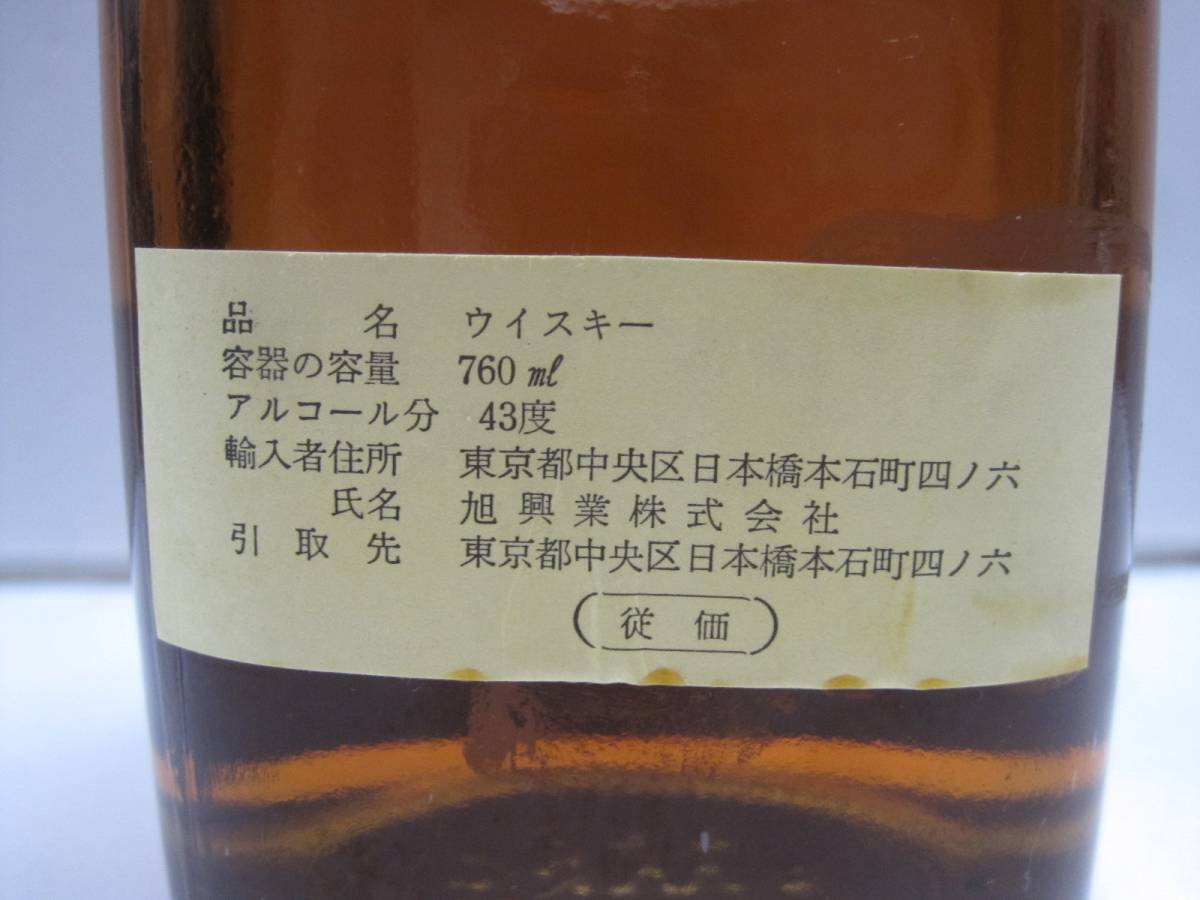 品名 ウイスキー
容器の容量 760 ml
アルコール分 43度
輸入者住所 東京都中央区日本橋本石町四ノ六
氏名 旭興業株式会社
引取先 東京都中央区日本橋本石町四ノ六
従価